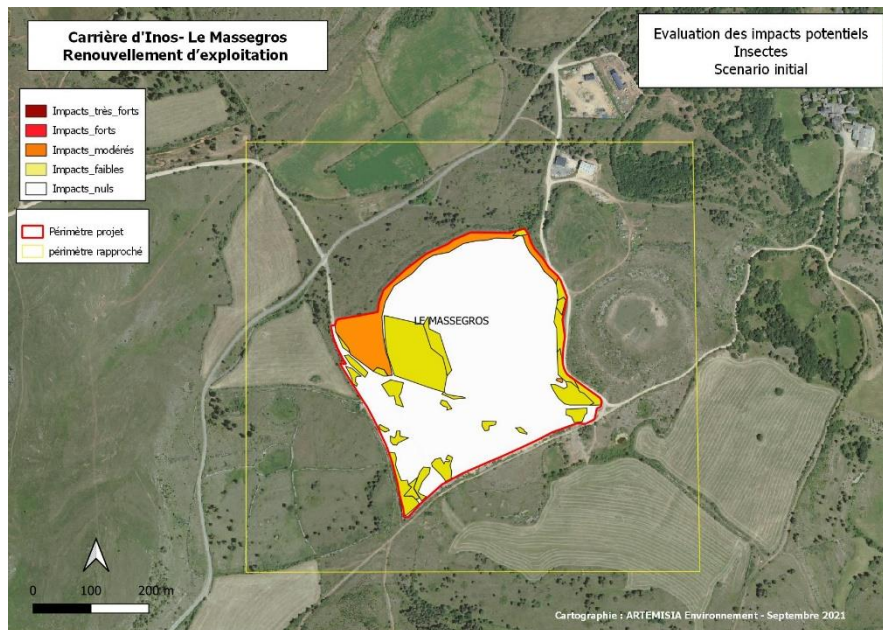 Carrière d'Inos- Le Massegros
Renouvellement d'exploitation
Evaluation des impacts potentiels
Insectes
Scenario initial
Impacts_très_forts
Impacts_forts
Impacts_modérés
Impacts_faibles
Impacts_nuls
Périmètre projet
périmètre rapproché
LE MASSEGROS
0 100 200 m
Cartographie : ARTEMISIA Environnement - Septembre 2021